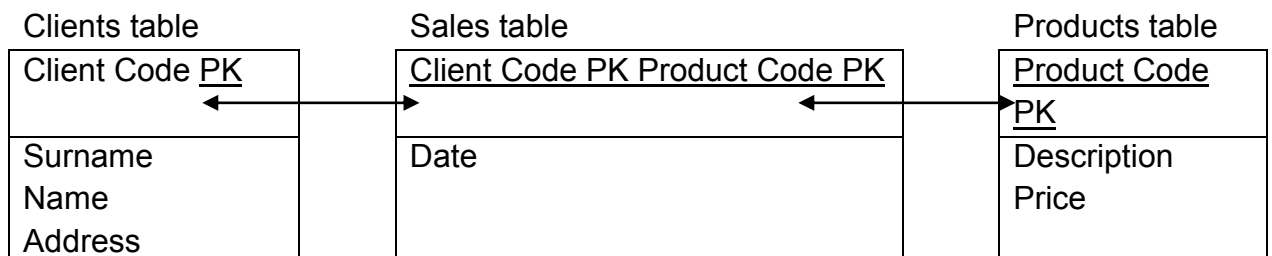 Clients table
Client Code PK
Surname
Name
Address
Sales table
Client Code PK Product Code PK
Date
Products table
Product Code
PK
Description
Price